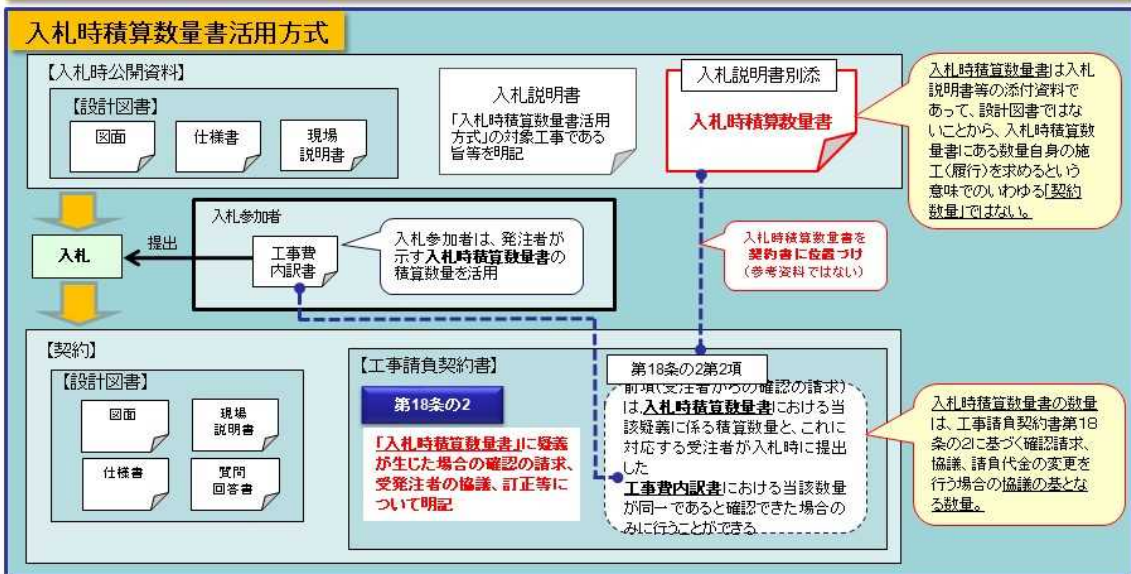 入札時積算数量書活用方式
【入札時公開資料】
【設計図書】
図面
仕様書
現場
説明書
入札説明書
「入札時積算数量書活用
方式」の対象工事である
旨等を明記
入札説明書別添
入札時積算数量書
入札時積算数量書は入札
説明書等の添付資料で
あって、設計図書ではな
いことから、入札時積算数
量書にある数量自身の施
工(履行)を求めるという
意味でのいわゆる「契約
数量」ではない。
入札
提出
入札参加者
工事費
内訳書
入札参加者は、発注者が
示す入札時積算数量書の
積算数量を活用
入札時積算数量書を
契約書に位置づけ
(参考資料ではない)
【契約】
【設計図書】
図面
現場
説明書
仕様書
質問
回答書
【工事請負契約書】
第18条の2
「入札時積算数量書」に疑義
が生じた場合の確認の請求、
受発注者の協議、訂正等に
ついて明記
第18条の2第2項
前項(受注者からの確認の請求)
は、入札時積算数量書における当
該疑義に係る積算数量と、これに
対応する受注者が入札時に提出
した
工事費内訳書における当該数量
が同一であると確認できた場合の
みに行うことができる
入札時積算数量書の数量
は、工事請負契約書第18
条の2に基づく確認請求、
協議、請負代金の変更を
行う場合の協議の基とな
る数量。